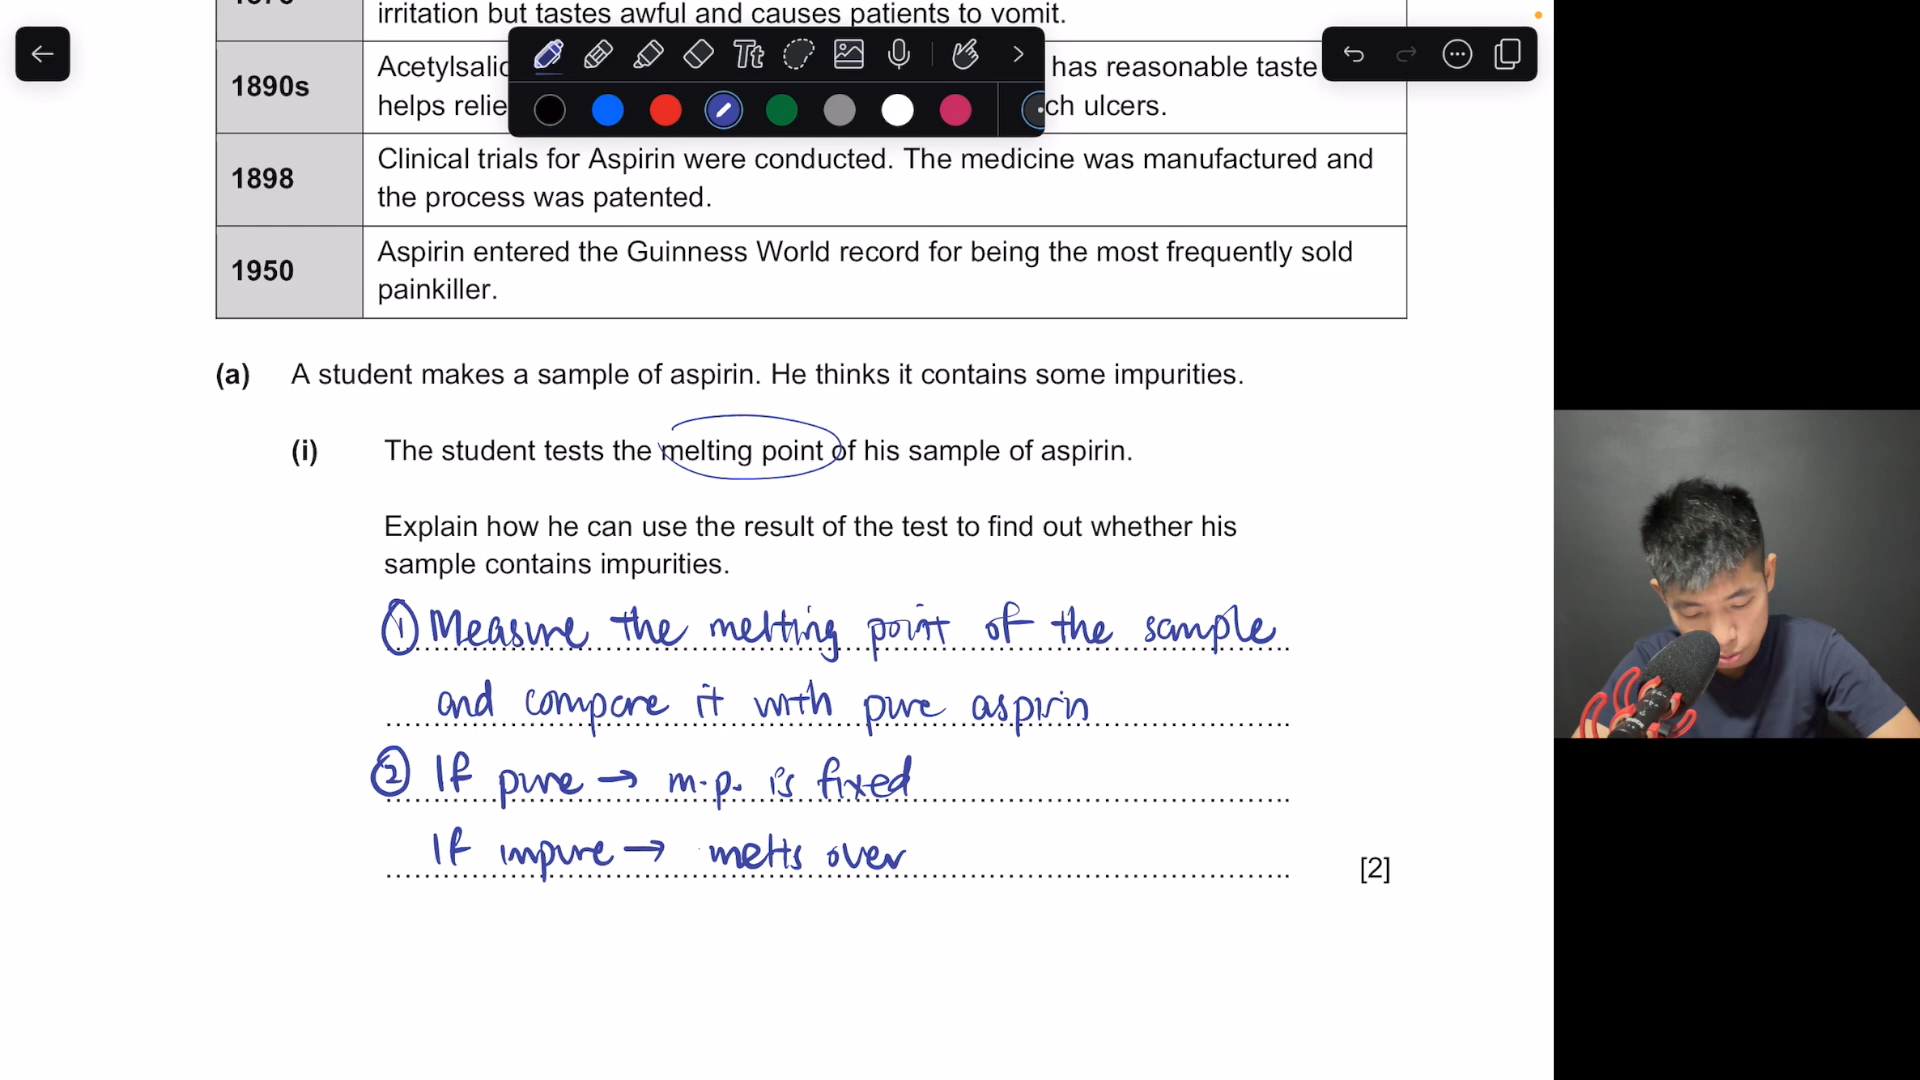 irritation but tastes awful and causes patients to vomit.
1890s
Acetylsalic has reasonable taste
helps relie ch ulcers.
Tt
1898
Clinical trials for Aspirin were conducted. The medicine was manufactured and
the process was patented.
1950
Aspirin entered the Guinness World record for being the most frequently sold
painkiller.
(a) A student makes a sample of aspirin. He thinks it contains some impurities.
(i) The student tests the melting point of his sample of aspirin.
Explain how he can use the result of the test to find out whether his
sample contains impurities.
① Measure the melting point of the sample
and compare it with pure aspirin
② If pure → m.p. is fixed
If impure → melts over
[2]